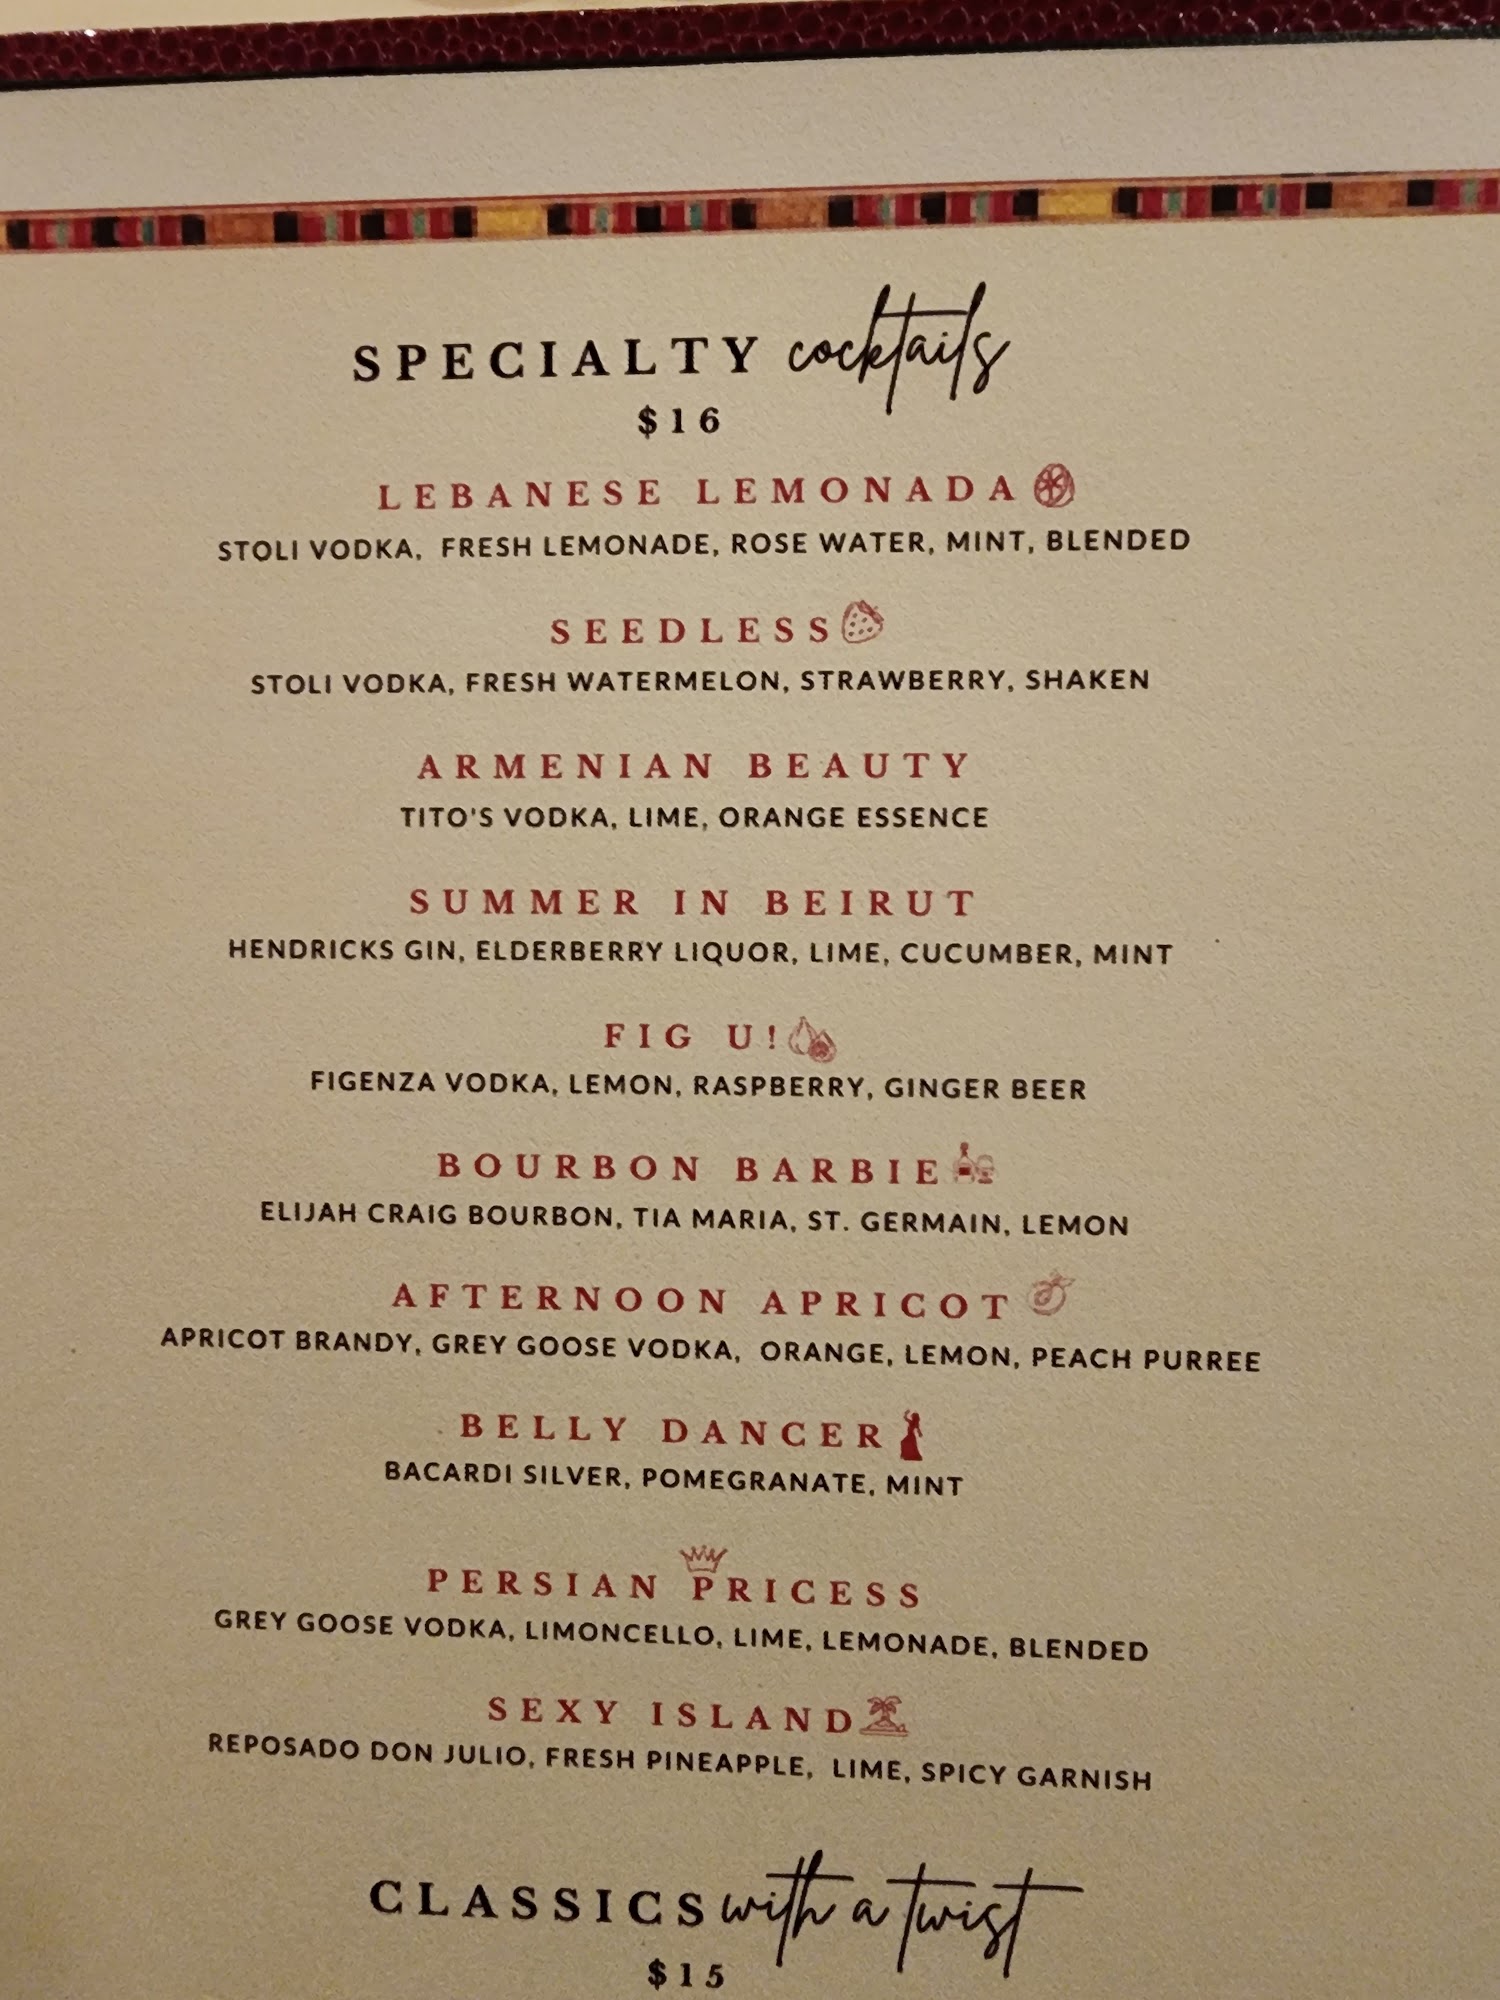 SPECIALTY cocktails
$16
LEBANESE LEMONADA
STOLI VODKA, FRESH LEMONADE, ROSE WATER, MINT, BLENDED
SEEDLESS
STOLI VODKA, FRESH WATERMELON, STRAWBERRY, SHAKEN
ARMENIAN BEAUTY
TITO'S VODKA, LIME, ORANGE ESSENCE
SUMMER IN BEIRUT
HENDRICKS GIN, ELDERBERRY LIQUOR, LIME, CUCUMBER, MINT
FIG U!
FIGENZA VODKA, LEMON, RASPBERRY, GINGER BEER
BOURBON BARBIE
ELIJAH CRAIG BOURBON, TIA MARIA, ST. GERMAIN, LEMON
AFTERNOON APRICOT
APRICOT BRANDY, GREY GOOSE VODKA, ORANGE, LEMON, PEACH PURREE
BELLY DANCER
BACARDI SILVER, POMEGRANATE, MINT
PERSIAN PRICESS
GREY GOOSE VODKA, LIMONCELLO, LIME, LEMONADE, BLENDED
SEXY ISLAND
REPOSADO DON JULIO, FRESH PINEAPPLE, LIME, SPICY GARNISH
CLASSICS with a twist
$15